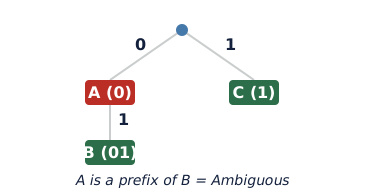 0 1
A (0) C (1)
1
B (01)
A is a prefix of B = Ambiguous